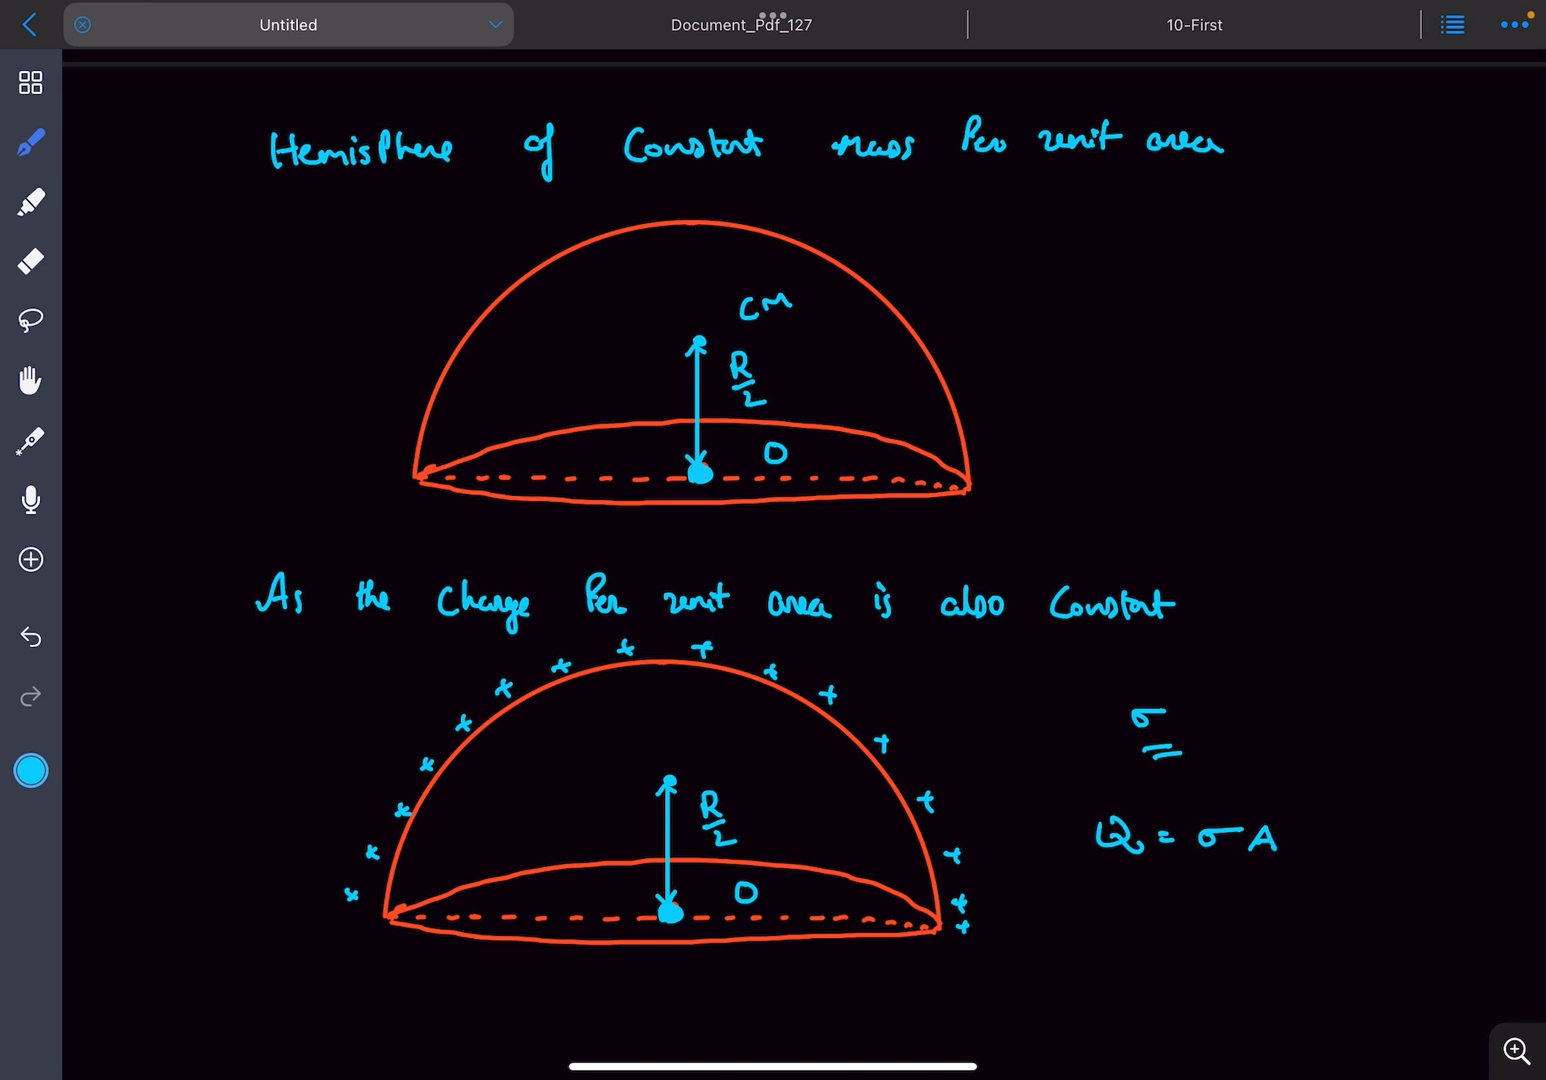 Untitled
Document_Pdf_127
10-First
Hemisphere of Constant mass Per unit area
CM
R/2
O
As the Charge Per unit area is also Constant
σ
R/2
Q = σ A
O